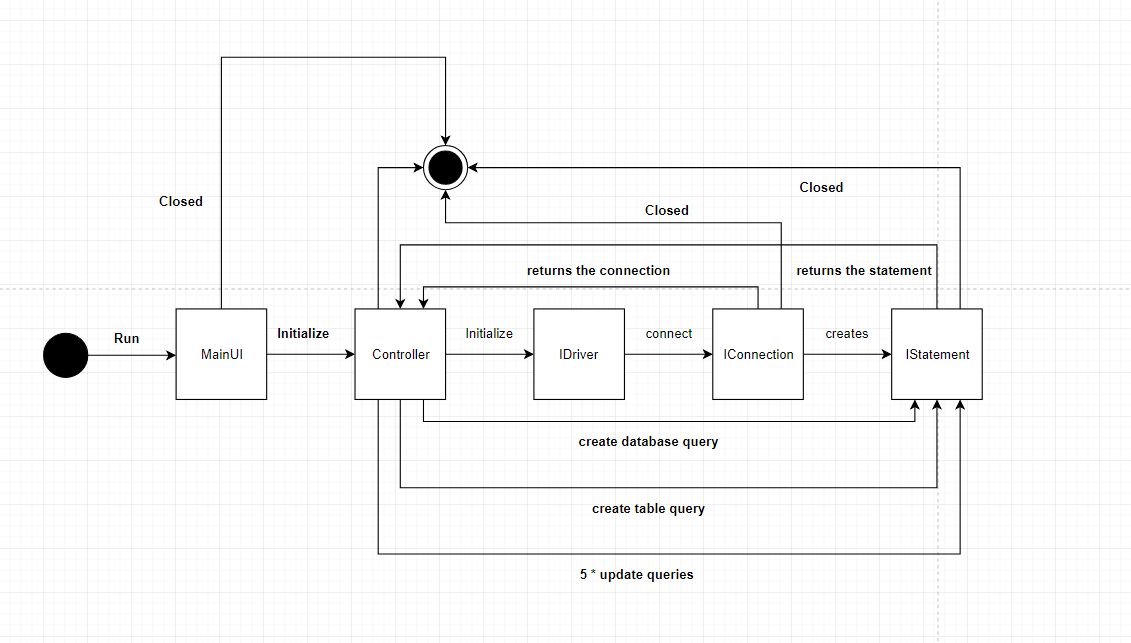 Closed
Closed
Closed
returns the connection
returns the statement
Run
Initialize
Initialize
connect
creates
MainUI
Controller
IDriver
IConnection
IStatement
create database query
create table query
5 * update queries